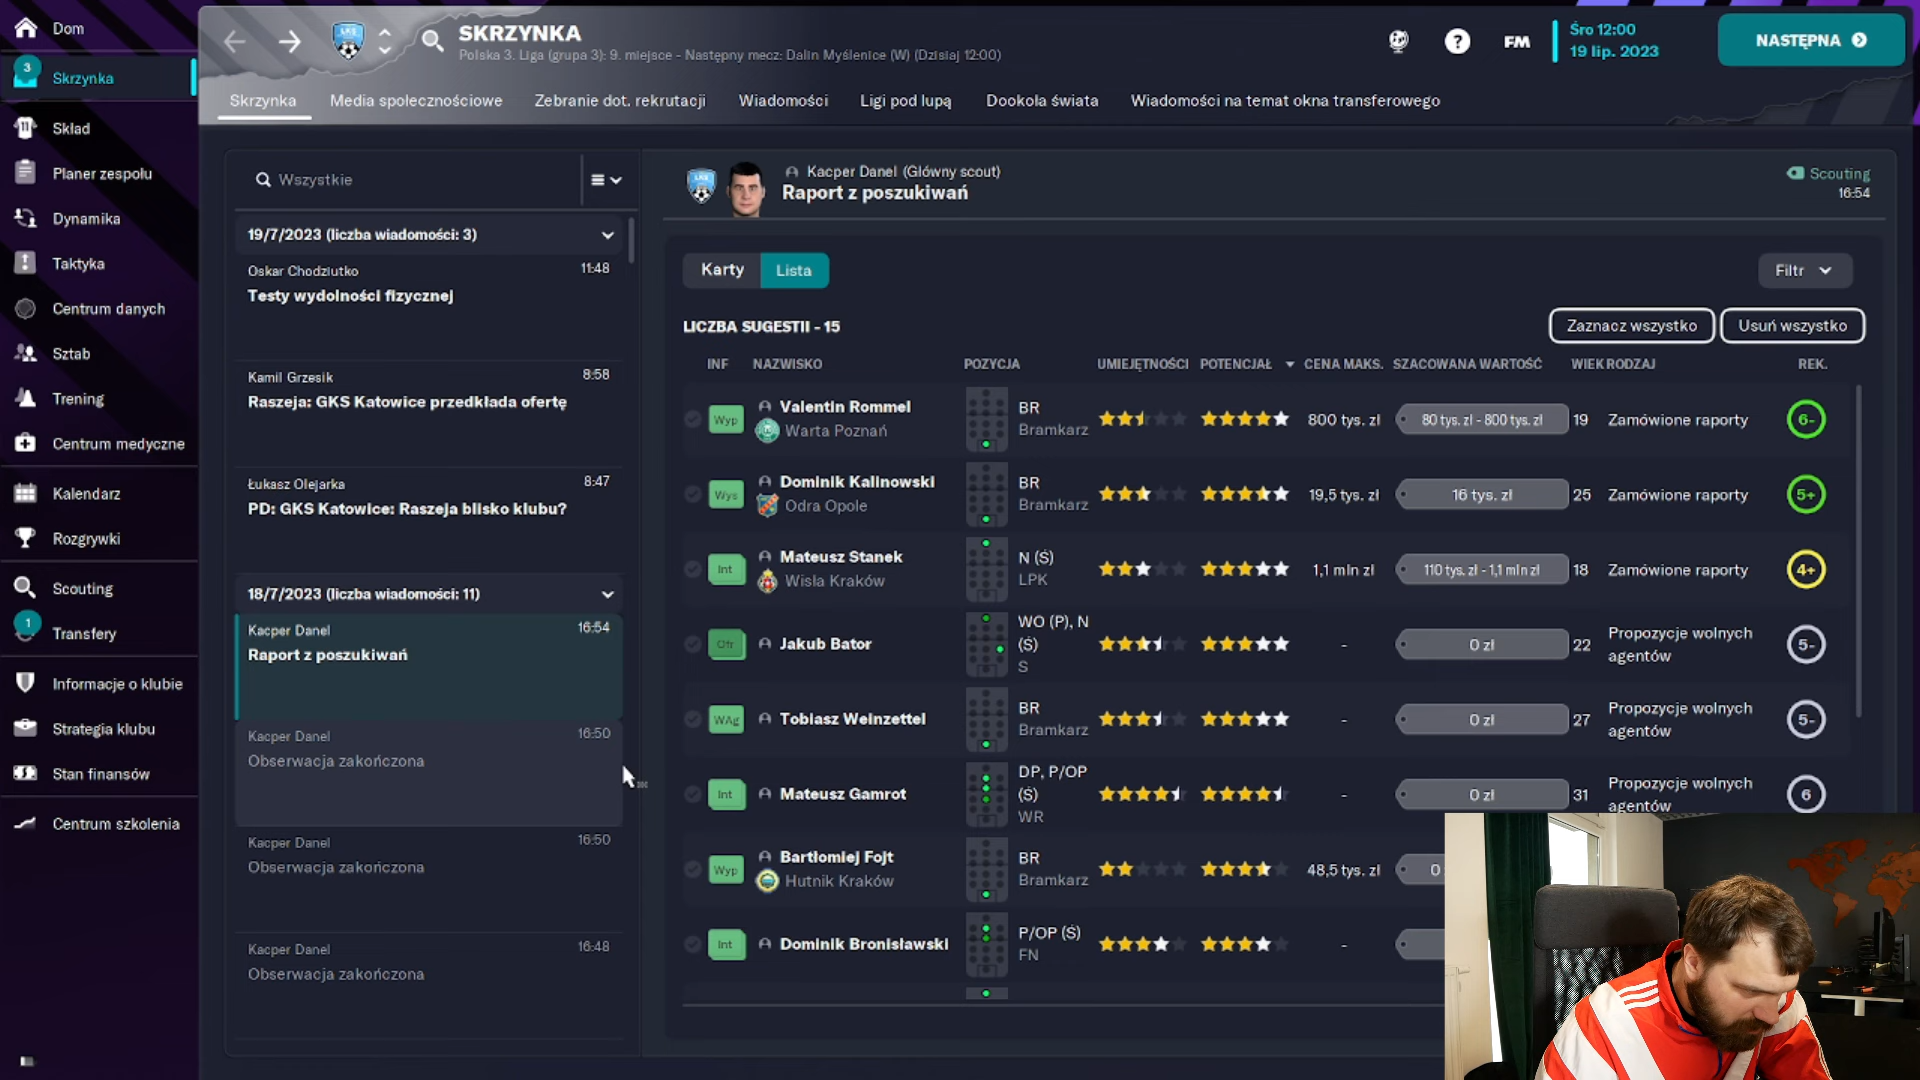 Dom
3
Skrzynka
Skład
Planer zespołu
Dynamika
Taktyka
Centrum danych
Sztab
Trening
Centrum medyczne
Kalendarz
Rozgrywki
Scouting
1
Transfery
Informacje o klubie
Strategia klubu
Stan finansów
Centrum szkolenia
LKS
SKRZYNKA
Polska 3. Liga (grupa 3): 9. miejsce - Następny mecz: Dalin Myślenice (W) (Dzisiaj 12:00)
?
FM
Śro 12:00
19 lip. 2023
NASTĘPNA
Skrzynka
Media społecznościowe
Zebranie dot. rekrutacji
Wiadomości
Ligi pod lupą
Dookoła świata
Wiadomości na temat okna transferowego
Wszystkie
19/7/2023 (liczba wiadomości: 3)
Oskar Chodziutko 11:48
Testy wydolności fizycznej
Kamil Grzesik 8:58
Raszeja: GKS Katowice przedkłada ofertę
Łukasz Olejarka 8:47
PD: GKS Katowice: Raszeja blisko klubu?
18/7/2023 (liczba wiadomości: 11)
Kacper Danel 16:54
Raport z poszukiwań
Kacper Danel 16:50
Obserwacja zakończona
Kacper Danel 16:50
Obserwacja zakończona
Kacper Danel 16:48
Obserwacja zakończona
Kacper Danel (Główny scout)
Raport z poszukiwań
Scouting
16:54
Karty
Lista
Filtr
LICZBA SUGESTII - 15
Zaznacz wszystko
Usuń wszystko
INF NAZWISKO POZYCJA UMIEJĘTNOŚCI POTENCJAŁ CENA MAKS. SZACOWANA WARTOŚĆ WIEK RODZAJ REK.
Wyp Valentin Rommel BR 800 tys. zł 80 tys. zł - 800 tys. zł 19 Zamówione raporty 6-
Warta Poznań Bramkarz
Wys Dominik Kalinowski BR 19,5 tys. zł 16 tys. zł 25 Zamówione raporty 5+
Odra Opole Bramkarz
Int Mateusz Stanek N (Ś) 1,1 mln zł 110 tys. zł - 1,1 mln zł 18 Zamówione raporty 4+
Wisła Kraków LPK
Ofr Jakub Bator WO (P), N (Ś) - 0 zł 22 Propozycje wolnych agentów 5-
S
WAg Tobiasz Weinzettel BR - 0 zł 27 Propozycje wolnych agentów 5-
Bramkarz
Int Mateusz Gamrot DP, P/OP (Ś) - 0 zł 31 Propozycje wolnych agentów 6
WR
Wyp Bartłomiej Fojt BR 48,5 tys. zł 0
Hutnik Kraków Bramkarz
Int Dominik Bronisławski P/OP (Ś) -
FN